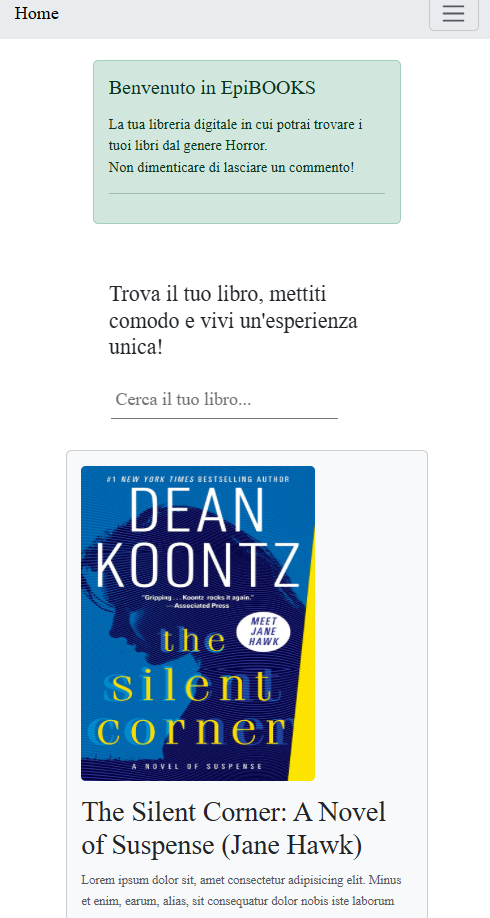 Home
Benvenuto in EpiBOOKS
La tua libreria digitale in cui potrai trovare i
tuoi libri dal genere Horror.
Non dimenticare di lasciare un commento!
Trova il tuo libro, mettiti
comodo e vivi un'esperienza
unica!
Cerca il tuo libro...
#1 NEW YORK TIMES BESTSELLING AUTHOR
DEAN
KOONTZ
"Gripping . . . Koontz rocks it again."
—Associated Press
MEET
JANE
HAWK
the
silent
corner
A NOVEL OF SUSPENSE
The Silent Corner: A Novel
of Suspense (Jane Hawk)
Lorem ipsum dolor sit, amet consectetur adipisicing elit. Minus
et enim, earum, alias, sit consequatur dolor nobis iste laborum